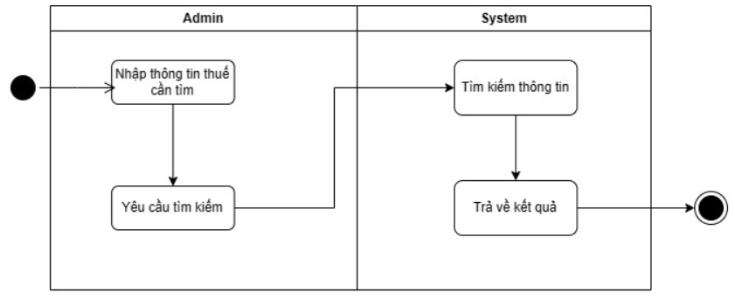 Admin
System
Nhập thông tin thuế
cần tìm
Tìm kiếm thông tin
Yêu cầu tìm kiếm
Trả về kết quả